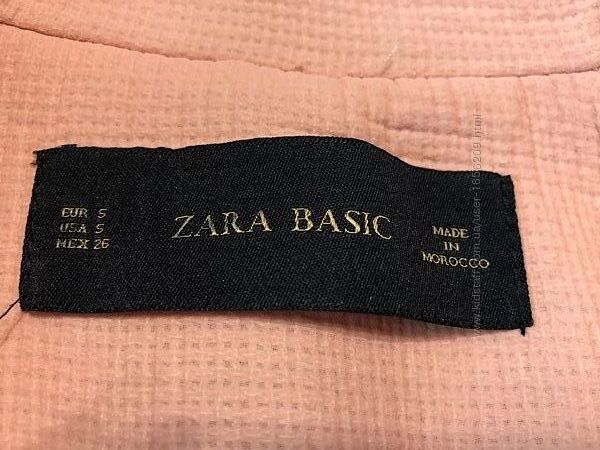 EUR S
USA S
MEX 26
ZARA BASIC
MADE
IN
MOROCCO